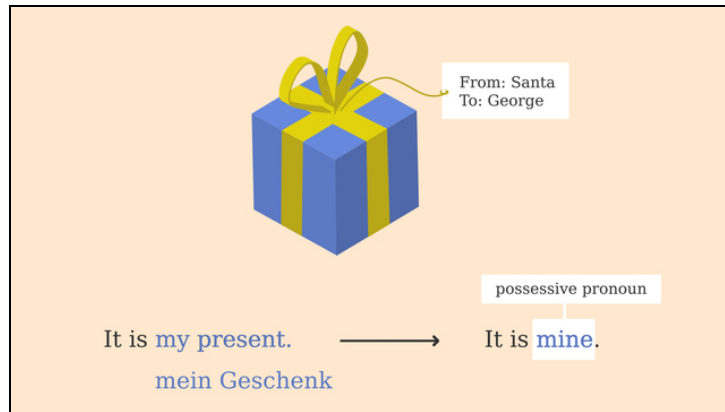 From: Santa
To: George
possessive pronoun
It is my present.
It is mine.
mein Geschenk